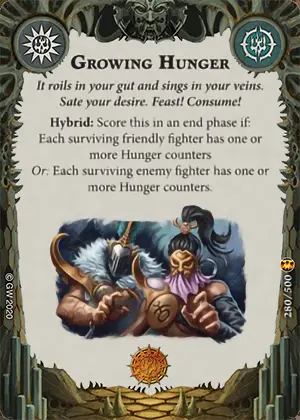 GROWING HUNGER
It roils in your gut and sings in your veins.
Sate your desire. Feast! Consume!
Hybrid: Score this in an end phase if:
Each surviving friendly fighter has one or
more Hunger counters
Or: Each surviving enemy fighter has one or
more Hunger counters.
© GW 2020
280/500